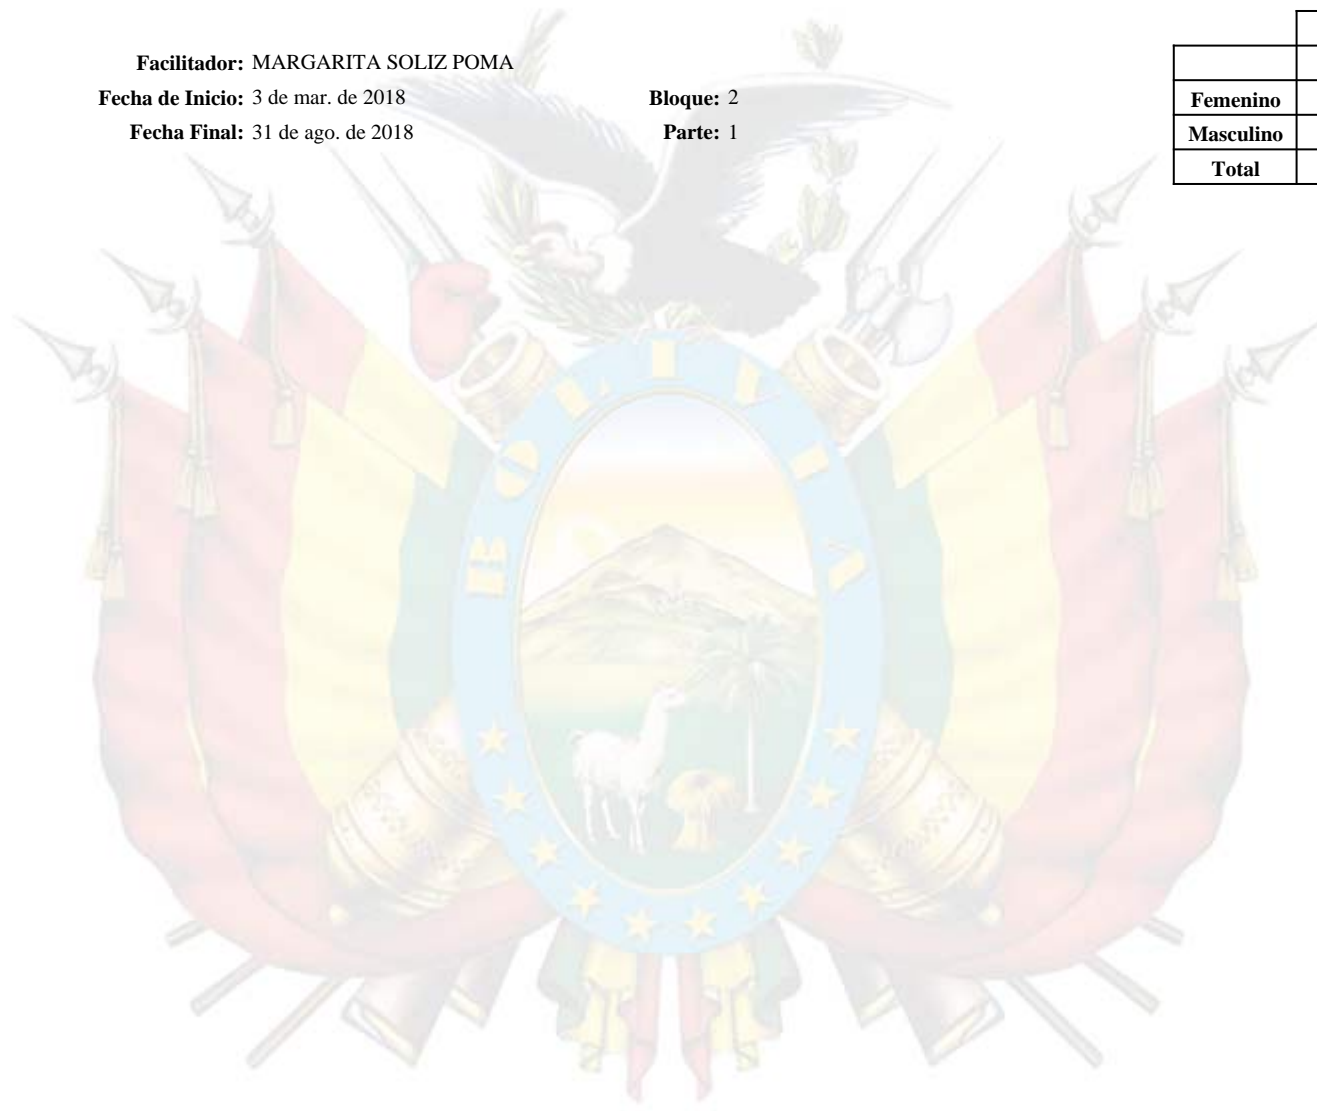 Facilitador: MARGARITA SOLIZ POMA
Fecha de Inicio: 3 de mar. de 2018 Bloque: 2
Fecha Final: 31 de ago. de 2018 Parte: 1
Femenino
Masculino
Total
BOLIVIA